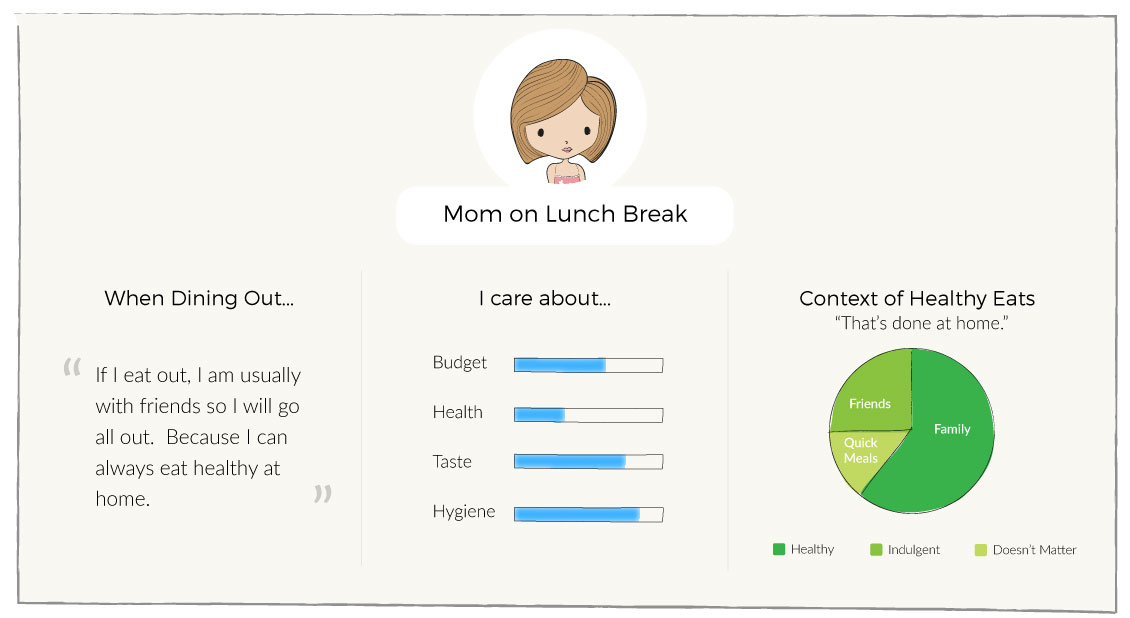 Mom on Lunch Break
When Dining Out...
“
If I eat out, I am usually
with friends so I will go
all out. Because I can
always eat healthy at
home.
”
I care about...
Budget
Health
Taste
Hygiene
Context of Healthy Eats
“That’s done at home.”
Friends
Family
Quick
Meals
Healthy
Indulgent
Doesn’t Matter